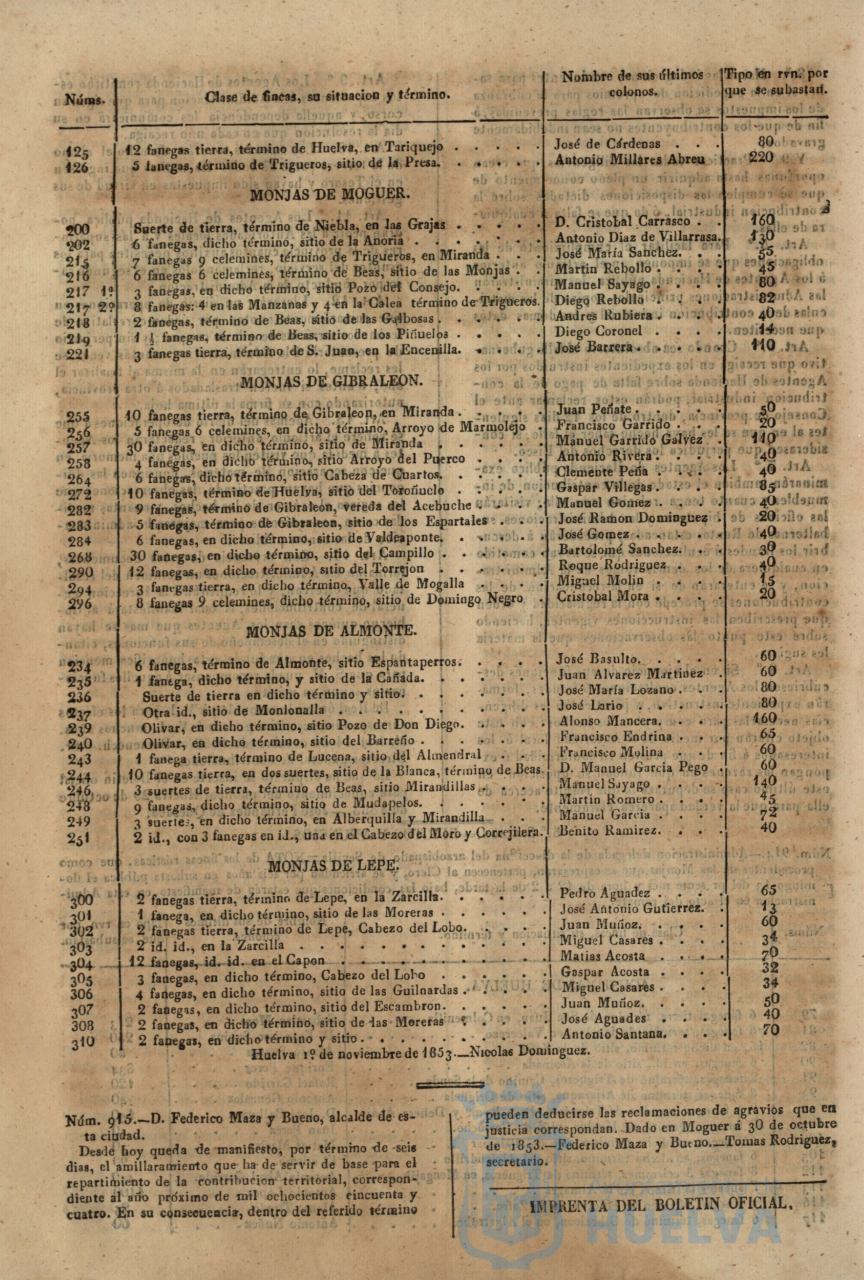 Núms. Clase de fincas, su situacion y término. Nombre de sus últimos colonos. Tipo en rvn. por que se subastan.
125 12 fanegas tierra, término de Huelva, en Tariquejo José de Cárdenas 80
126 5 fanegas, término de Trigueros, sitio de la Presa. Antonio Millares Abreu 220
MONJAS DE MOGUER.
200 Suerte de tierra, término de Niebla, en las Grajas D. Cristobal Carrasco 160
202 6 fanegas, dicho término, sitio de la Anoria Antonio Diaz de Villarrasa. 130
215 7 fanegas 9 celemines, término de Trigueros, en Miranda José María Sanchez. 55
216 6 fanegas 6 celemines, término de Beas, sitio de las Monjas Martin Rebollo 45
217 1º 3 fanegas, en dicho término, sitio Pozo del Consejo. Manuel Sayago 80
217 2º 8 fanegas: 4 en las Manzanas y 4 en la Calea término de Trigueros. Diego Rebollo 82
218 2 fanegas, término de Beas, sitio de las Galbosas Andres Rubiera 40
219 1 ½ fanegas, término de Beas, sitio de los Piñuelos Diego Coronel 14
221 3 fanegas tierra, término de S. Juan, en la Encenilla. José Barrera 110
MONJAS DE GIBRALEON.
255 10 fanegas tierra, término de Gibraleon, en Miranda Juan Peñate 50
256 5 fanegas 6 celemines, en dicho término, Arroyo de Marmolejo Francisco Garrido 20
257 30 fanegas, en dicho término, sitio de Miranda Manuel Garrido Galvez 110
258 4 fanegas, en dicho término, sitio Arroyo del Puerco Antonio Rivera 40
264 6 fanegas, dicho término, sitio Cabeza de Cuartos. Clemente Peña 40
272 10 fanegas, término de Huelva, sitio del Toroñuelo Gaspar Villegas 85
282 9 fanegas, término de Gibraleon, vereda del Acebuche Manuel Gomez 40
283 5 fanegas, término de Gibraleon, sitio de los Espartales José Ramon Dominguez 20
284 6 fanegas, en dicho término, sitio de Valdeaponte. José Gomez 40
268 30 fanegas, en dicho término, sitio del Campillo Bartolomé Sanchez. 30
290 12 fanegas, en dicho término, sitio del Torrejon Roque Rodriguez 40
294 3 fanegas tierra, en dicho término, Valle de Mogalla Miguel Molin 15
296 8 fanegas 9 celemines, dicho término, sitio de Domingo Negro Cristobal Mora 20
MONJAS DE ALMONTE.
234 6 fanegas, término de Almonte, sitio Espantaperros. José Basulto. 60
235 1 fanega, dicho término, y sitio de la Cañada. Juan Alvarez Martinez 60
236 Suerte de tierra en dicho término y sitio. José María Lozano 80
237 Otra id., sitio de Monlonalla José Lario 80
239 Olivar, en dicho término, sitio Pozo de Don Diego. Alonso Mancera. 160
240 Olivar, en dicho término, sitio del Barreño Francisco Endrina 65
243 1 fanega tierra, término de Lucena, sitio del Almendral Francisco Molina 60
244 10 fanegas tierra, en dos suertes, sitio de la Blanca, término de Beas. D. Manuel Garcia Pego 60
246 3 suertes de tierra, término de Beas, sitio Mirandillas Manuel Sayago 140
248 9 fanegas, dicho término, sitio de Mudapelos. Martin Romero 45
249 3 suertes, en dicho término, en Alberquilla y Mirandilla Manuel Garcia 72
251 2 id., con 3 fanegas en id., una en el Cabezo del Moro y Correjilera. Benito Ramirez. 40
MONJAS DE LEPE.
300 2 fanegas tierra, término de Lepe, en la Zarcilla. Pedro Aguadez 65
301 1 fanega, en dicho término, sitio de las Moreras José Antonio Gutierrez. 13
302 2 fanegas tierra, término de Lepe, Cabezo del Lobo. Juan Muñoz. 60
303 2 id. id., en la Zarcilla Miguel Casares 34
304 12 fanegas, id. id. en el Capon Matias Acosta 70
305 3 fanegas, en dicho término, Cabezo del Lobo Gaspar Acosta 32
306 4 fanegas, en dicho término, sitio de las Guilnardas Miguel Casares 34
307 2 fanegas, en dicho término, sitio del Escambron. Juan Muñoz. 50
308 2 fanegas, en dicho término, sitio de las Moreras José Aguades 40
310 2 fanegas, en dicho término y sitio Antonio Santana. 70
Huelva 1º de noviembre de 1853.—Nicolas Dominguez.
Núm. 915.—D. Federico Maza y Bueno, alcalde de es-
ta ciudad.
Desde hoy queda de manifiesto, por término de seis
dias, el amillaramiento que ha de servir de base para el
repartimiento de la contribucion territorial, correspon-
diente al año próximo de mil ochocientos cincuenta y
cuatro. En su consecuencia, dentro del referido término
pueden deducirse las reclamaciones de agravios que en
justicia correspondan. Dado en Moguer á 30 de octubre
de 1853.—Federico Maza y Bueno.—Tomas Rodriguez,
secretario.
IMPRENTA DEL BOLETIN OFICIAL.
HUELVA